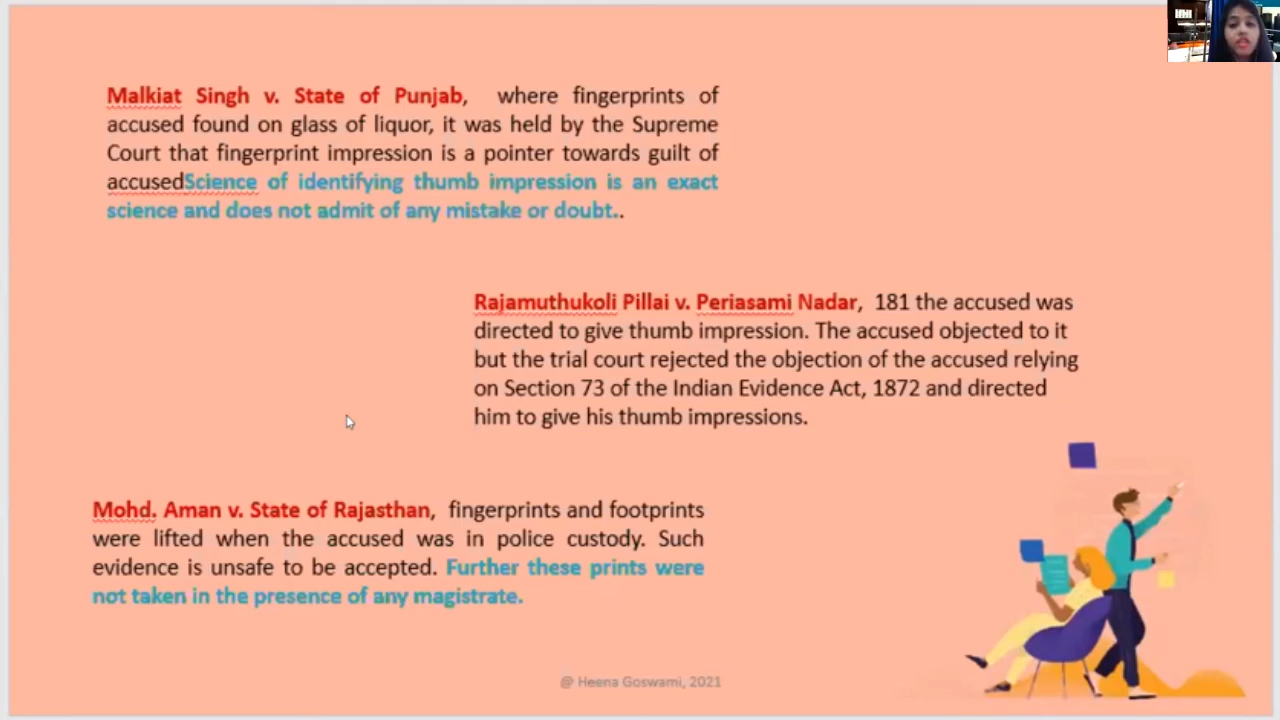 Malkiat Singh v. State of Punjab, where fingerprints of
accused found on glass of liquor, it was held by the Supreme
Court that fingerprint impression is a pointer towards guilt of
accusedScience of identifying thumb impression is an exact
science and does not admit of any mistake or doubt..
Rajamuthukoli Pillai v. Periasami Nadar, 181 the accused was
directed to give thumb impression. The accused objected to it
but the trial court rejected the objection of the accused relying
on Section 73 of the Indian Evidence Act, 1872 and directed
him to give his thumb impressions.
Mohd. Aman v. State of Rajasthan, fingerprints and footprints
were lifted when the accused was in police custody. Such
evidence is unsafe to be accepted. Further these prints were
not taken in the presence of any magistrate.
@ Heena Goswami, 2021